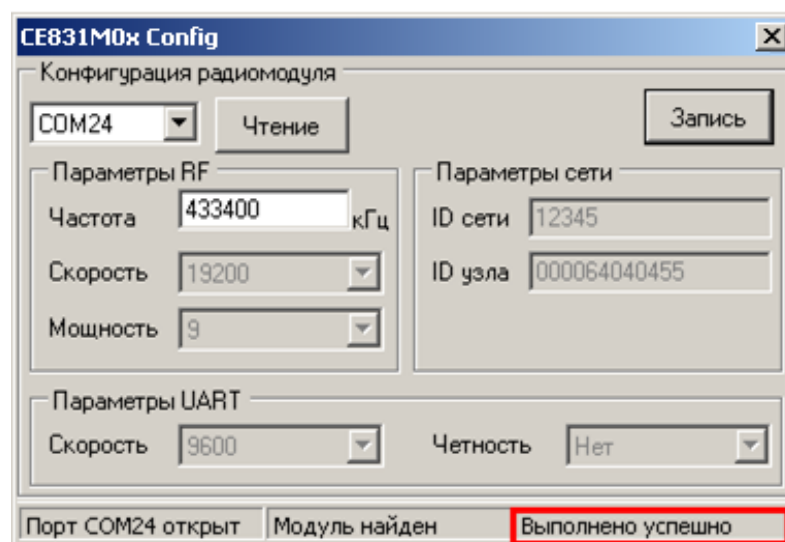 CE831M0x Config
Конфигурация радиомодуля
COM24 Чтение Запись
Параметры RF Параметры сети
Частота 433400 кГц ID сети 12345
Скорость 19200 ID узла 000064040455
Мощность 9
Параметры UART
Скорость 9600 Четность Нет
Порт COM24 открыт Модуль найден Выполнено успешно